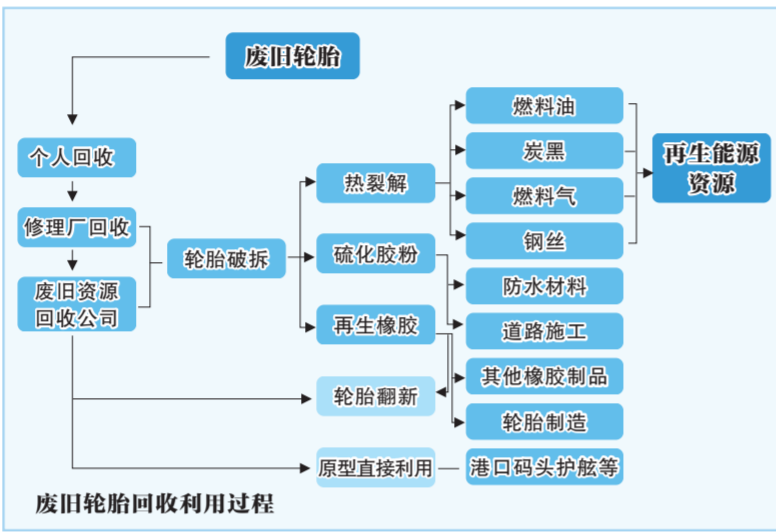 废旧轮胎
个人回收
修理厂回收
废旧资源
回收公司
轮胎破拆
热裂解
硫化胶粉
再生橡胶
轮胎翻新
原型直接利用
燃料油
炭黑
燃料气
钢丝
防水材料
道路施工
其他橡胶制品
轮胎制造
港口码头护舷等
再生能源
资源
废旧轮胎回收利用过程